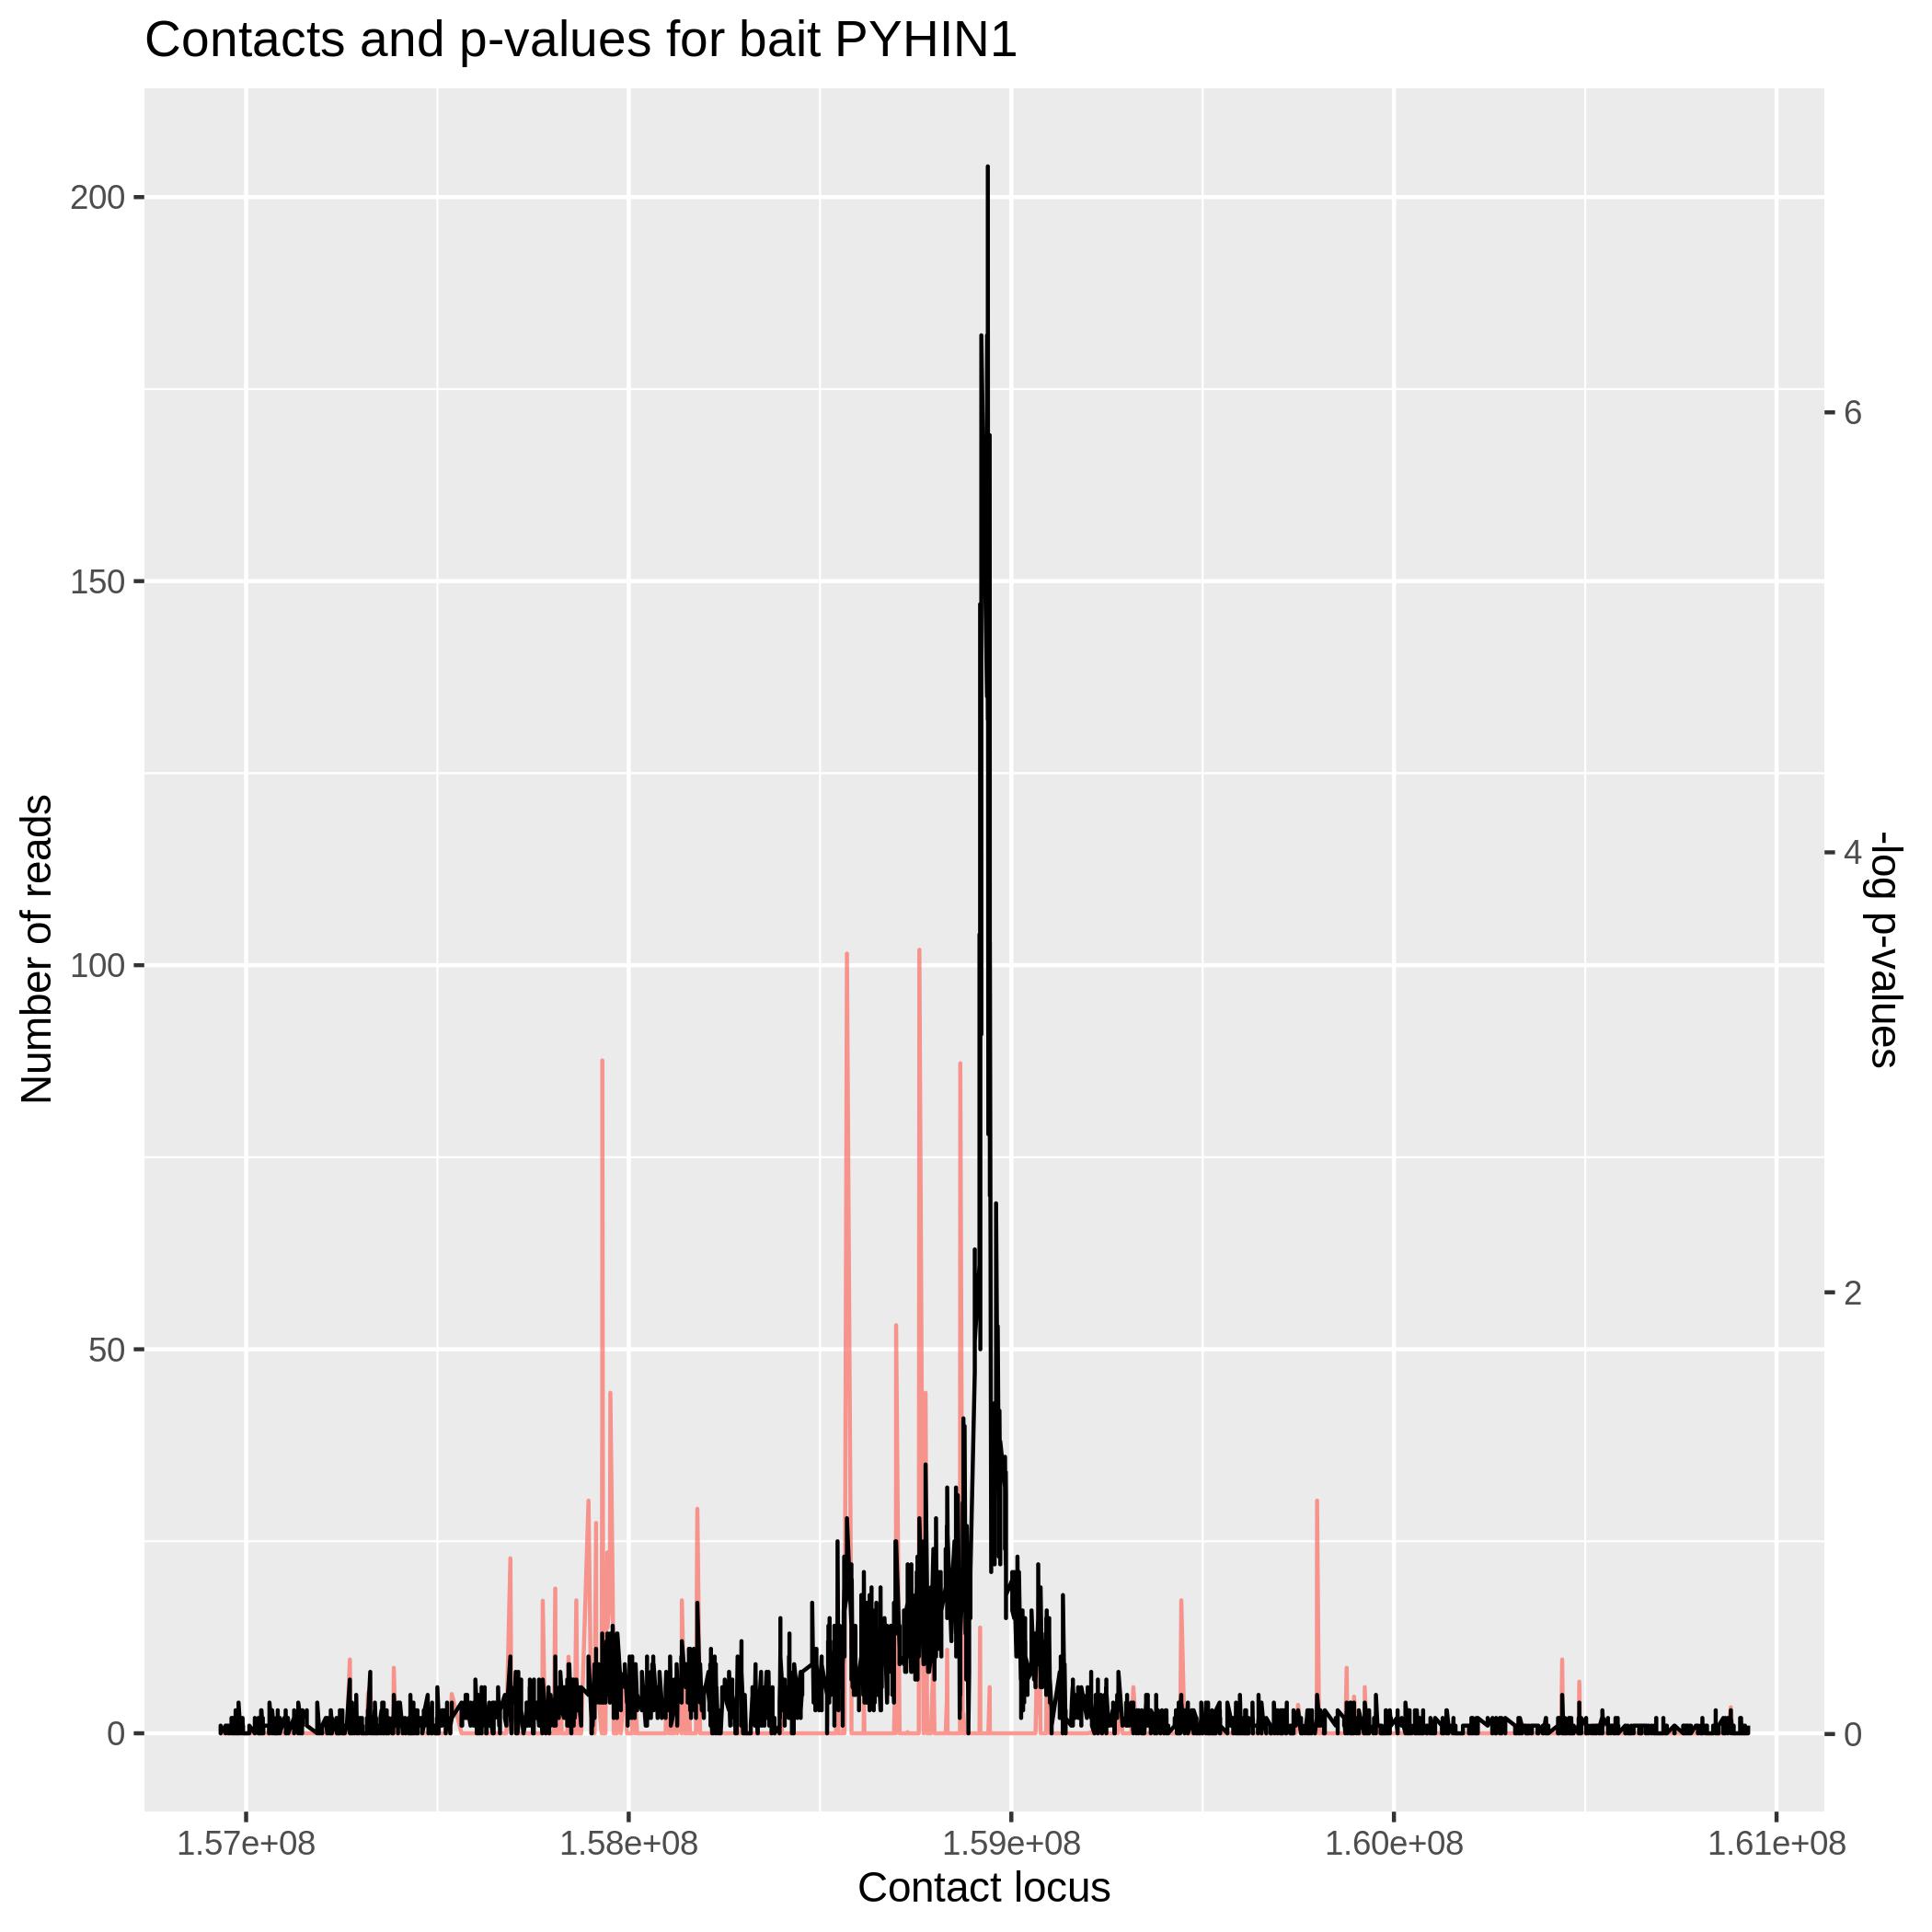 Contacts and p-values for bait PYHIN1
Number of reads
200
150
100
50
0
6
4
2
0
-log p-values
1.57e+08 1.58e+08 1.59e+08 1.60e+08 1.61e+08
Contact locus